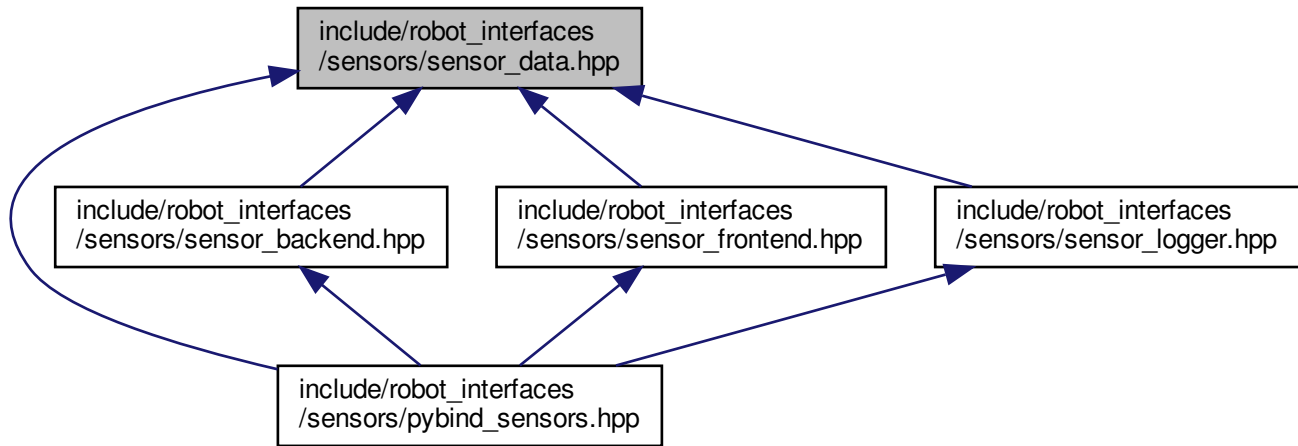 include/robot_interfaces
/sensors/sensor_data.hpp
include/robot_interfaces
/sensors/sensor_backend.hpp
include/robot_interfaces
/sensors/sensor_frontend.hpp
include/robot_interfaces
/sensors/sensor_logger.hpp
include/robot_interfaces
/sensors/pybind_sensors.hpp